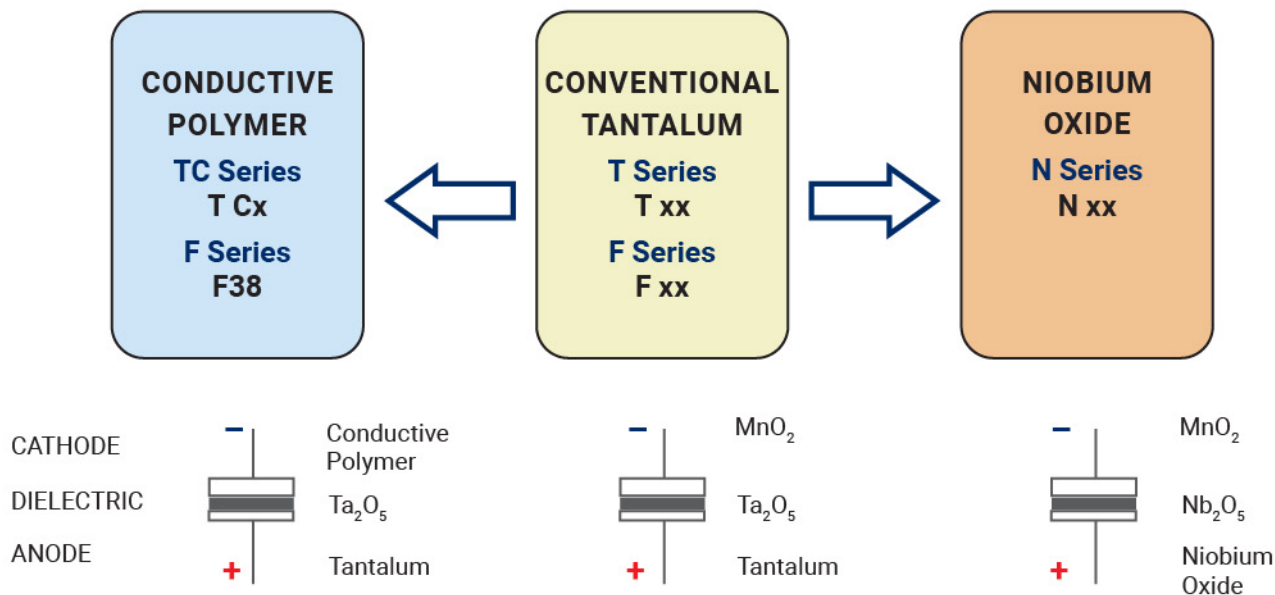 CONDUCTIVE
POLYMER
TC Series
T Cx
F Series
F38
CONVENTIONAL
TANTALUM
T Series
T xx
F Series
F xx
NIOBIUM
OXIDE
N Series
N xx
CATHODE
DIELECTRIC
ANODE
−
Conductive
Polymer
Ta₂O₅
+
Tantalum
−
MnO₂
Ta₂O₅
+
Tantalum
−
MnO₂
Nb₂O₅
+
Niobium
Oxide